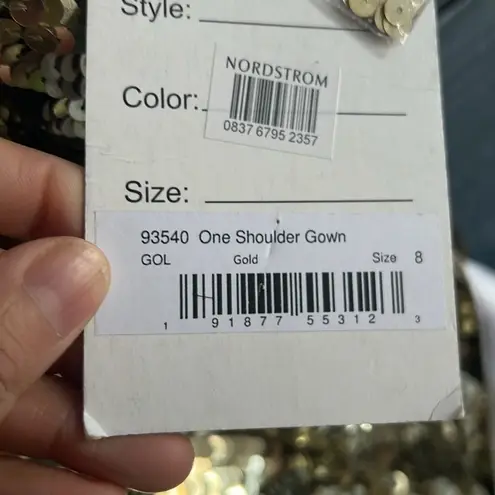 Style:
NORDSTROM
Color:
0837 6795 2357
Size:
93540 One Shoulder Gown
GOL Gold Size 8
1 91877 55312 3